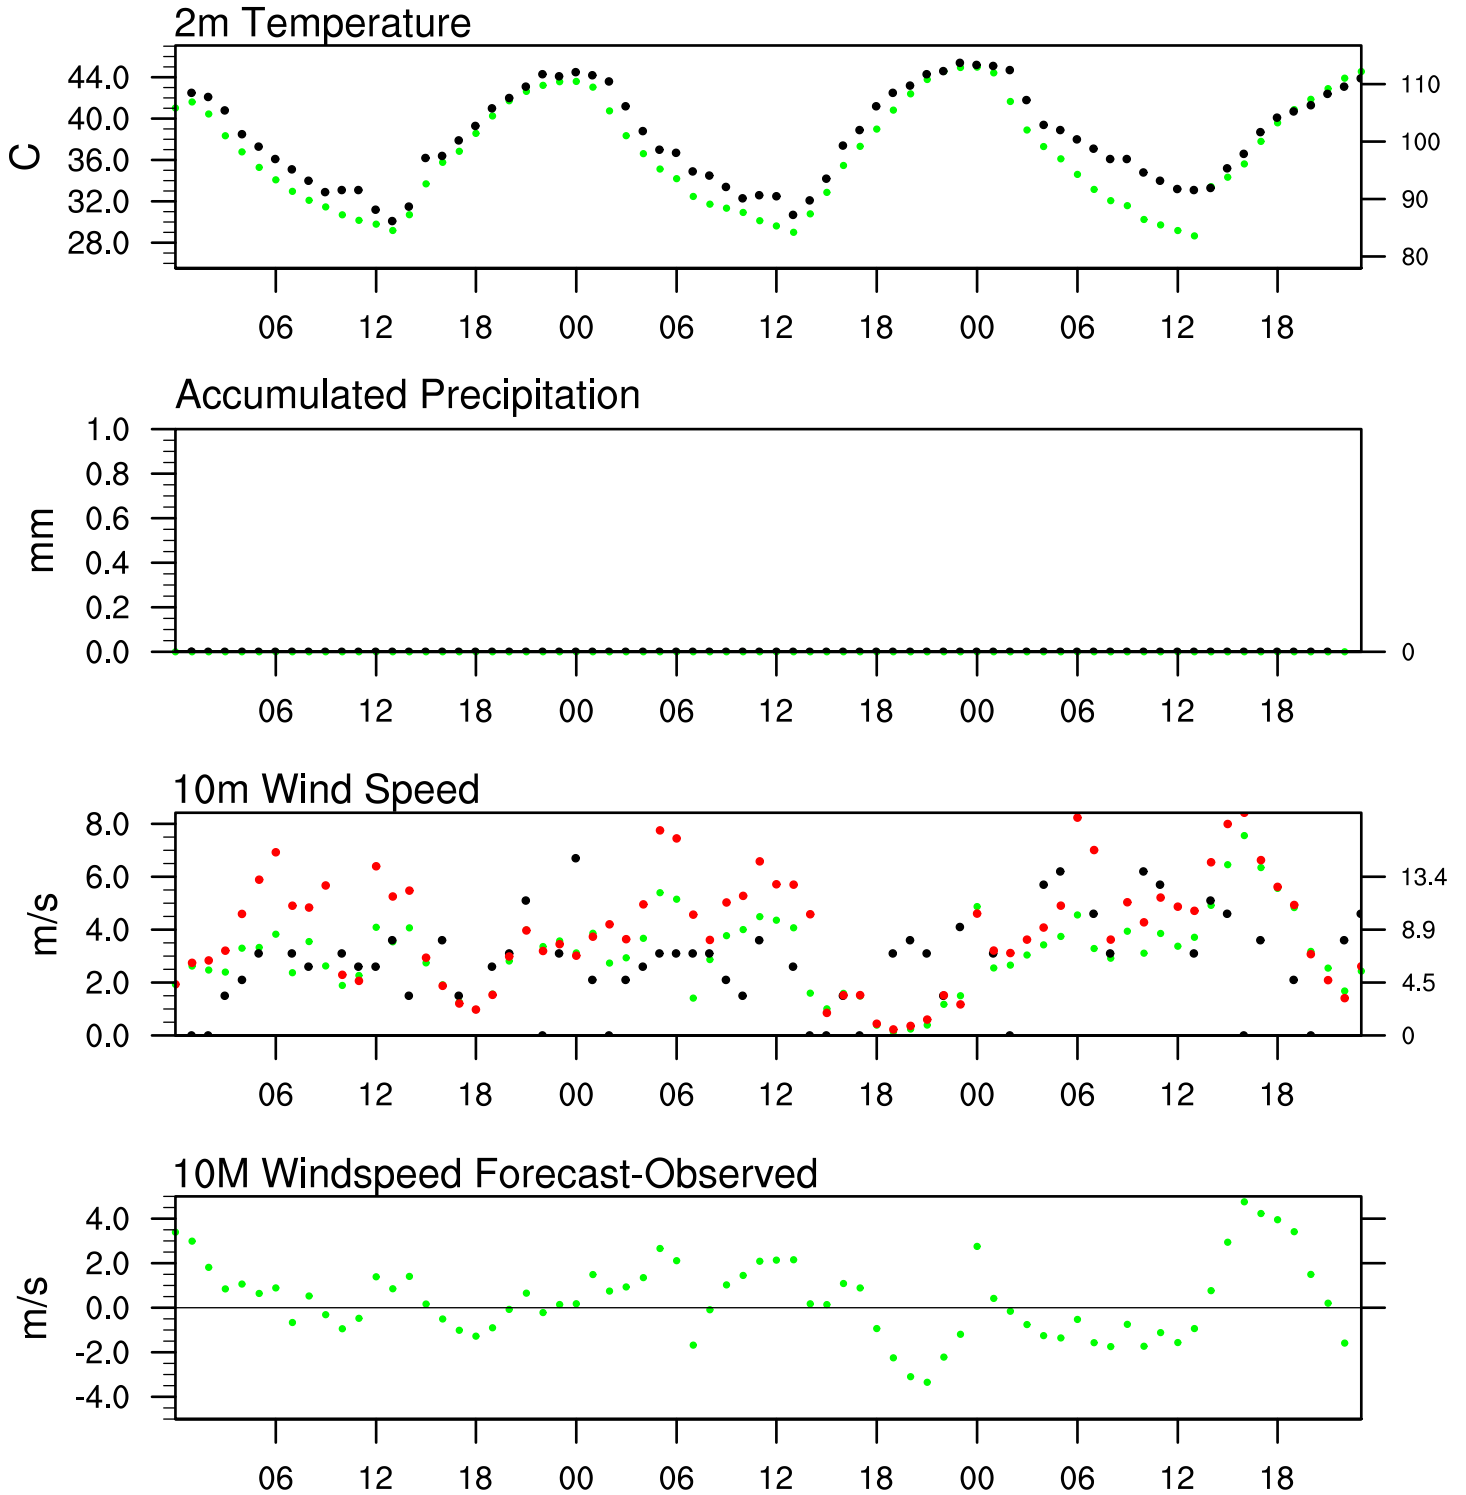 2m Temperature
44.0
40.0
36.0
32.0
28.0
C
110
100
90
80
06 12 18 00 06 12 18 00 06 12 18
Accumulated Precipitation
1.0
0.8
0.6
0.4
0.2
0.0
mm
0
06 12 18 00 06 12 18 00 06 12 18
10m Wind Speed
8.0
6.0
4.0
2.0
0.0
m/s
13.4
8.9
4.5
0
06 12 18 00 06 12 18 00 06 12 18
10M Windspeed Forecast-Observed
4.0
2.0
0.0
-2.0
-4.0
m/s
06 12 18 00 06 12 18 00 06 12 18